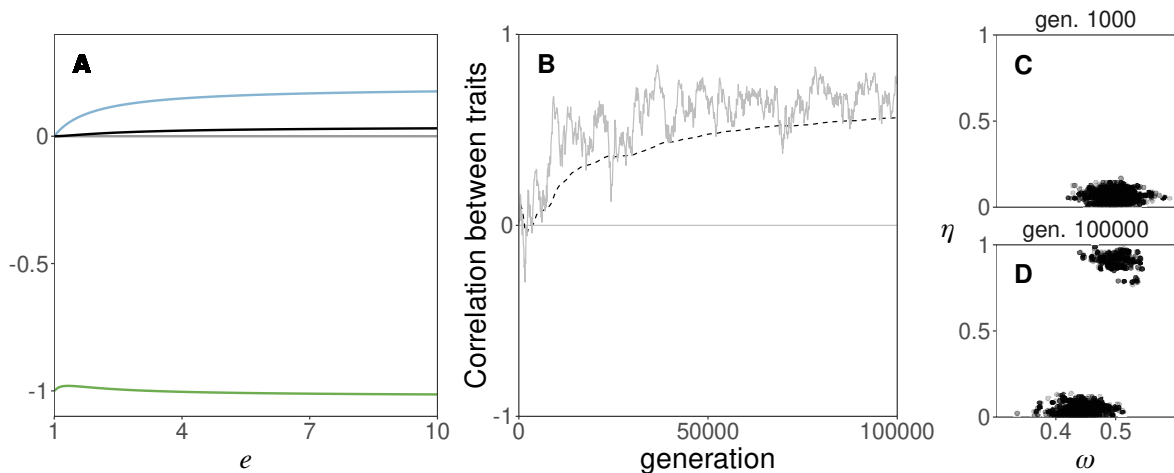 A
0
-0.5
-1
1
4
7
10
e
B
Correlation between traits
1
0
-1
0
50000
100000
generation
gen. 1000
C
1
0.5
0
η
gen. 100000
D
1
0.5
0
0.4
0.5
ω